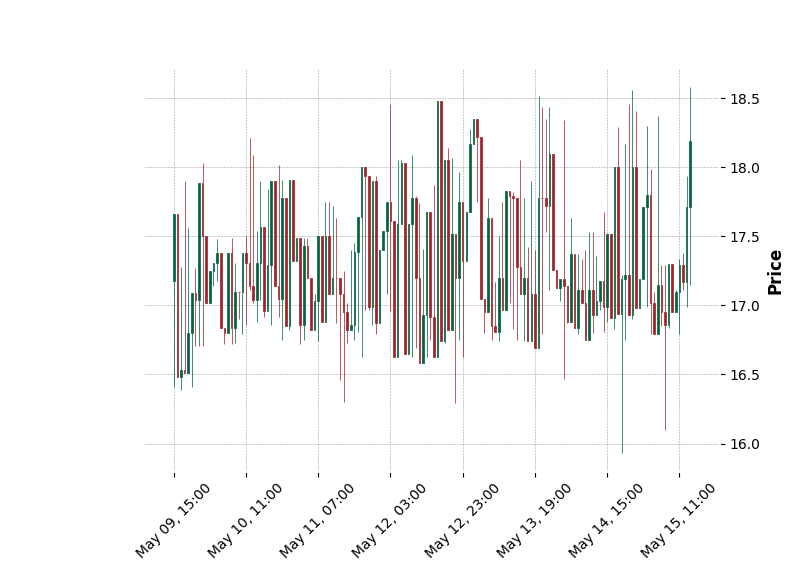 18.5
18.0
17.5
17.0
16.5
16.0
Price
May 09, 15:00
May 10, 11:00
May 11, 07:00
May 12, 03:00
May 12, 23:00
May 13, 19:00
May 14, 15:00
May 15, 11:00